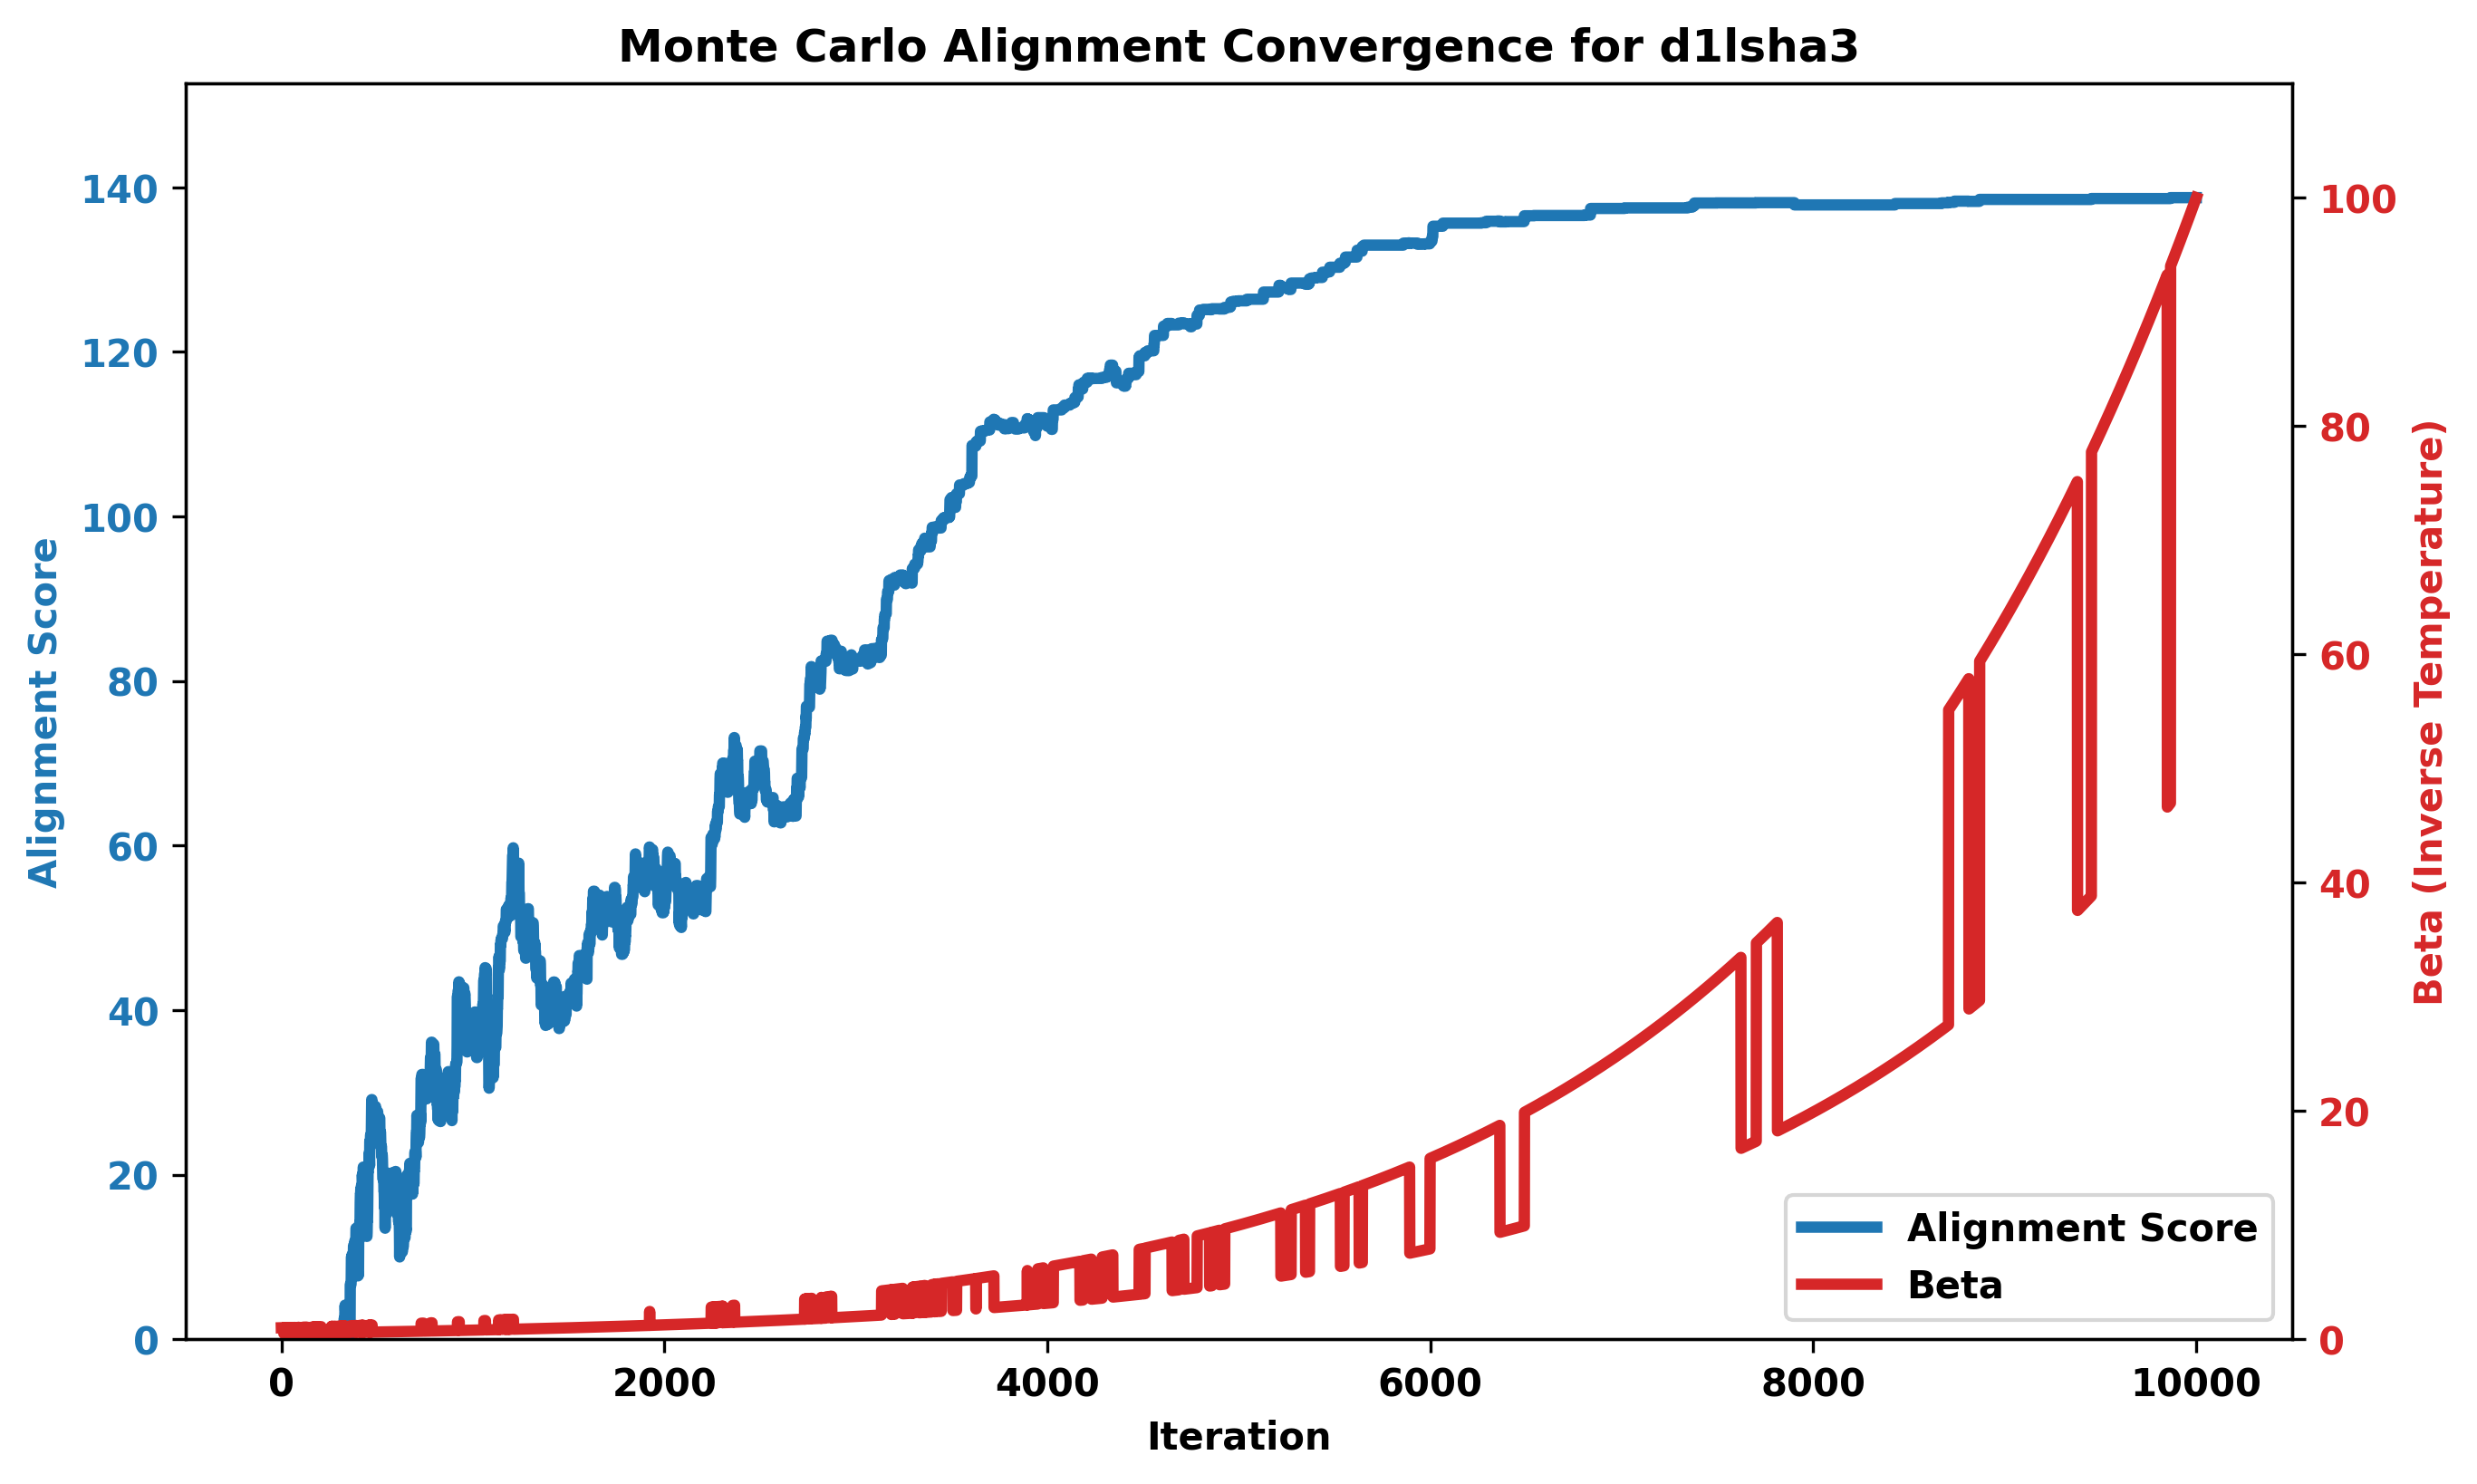 Monte Carlo Alignment Convergence for d1lsha3
140
120
100
80
60
40
20
0
Alignment Score
100
80
60
40
20
0
Beta (Inverse Temperature)
Alignment Score
Beta
0 2000 4000 6000 8000 10000
Iteration